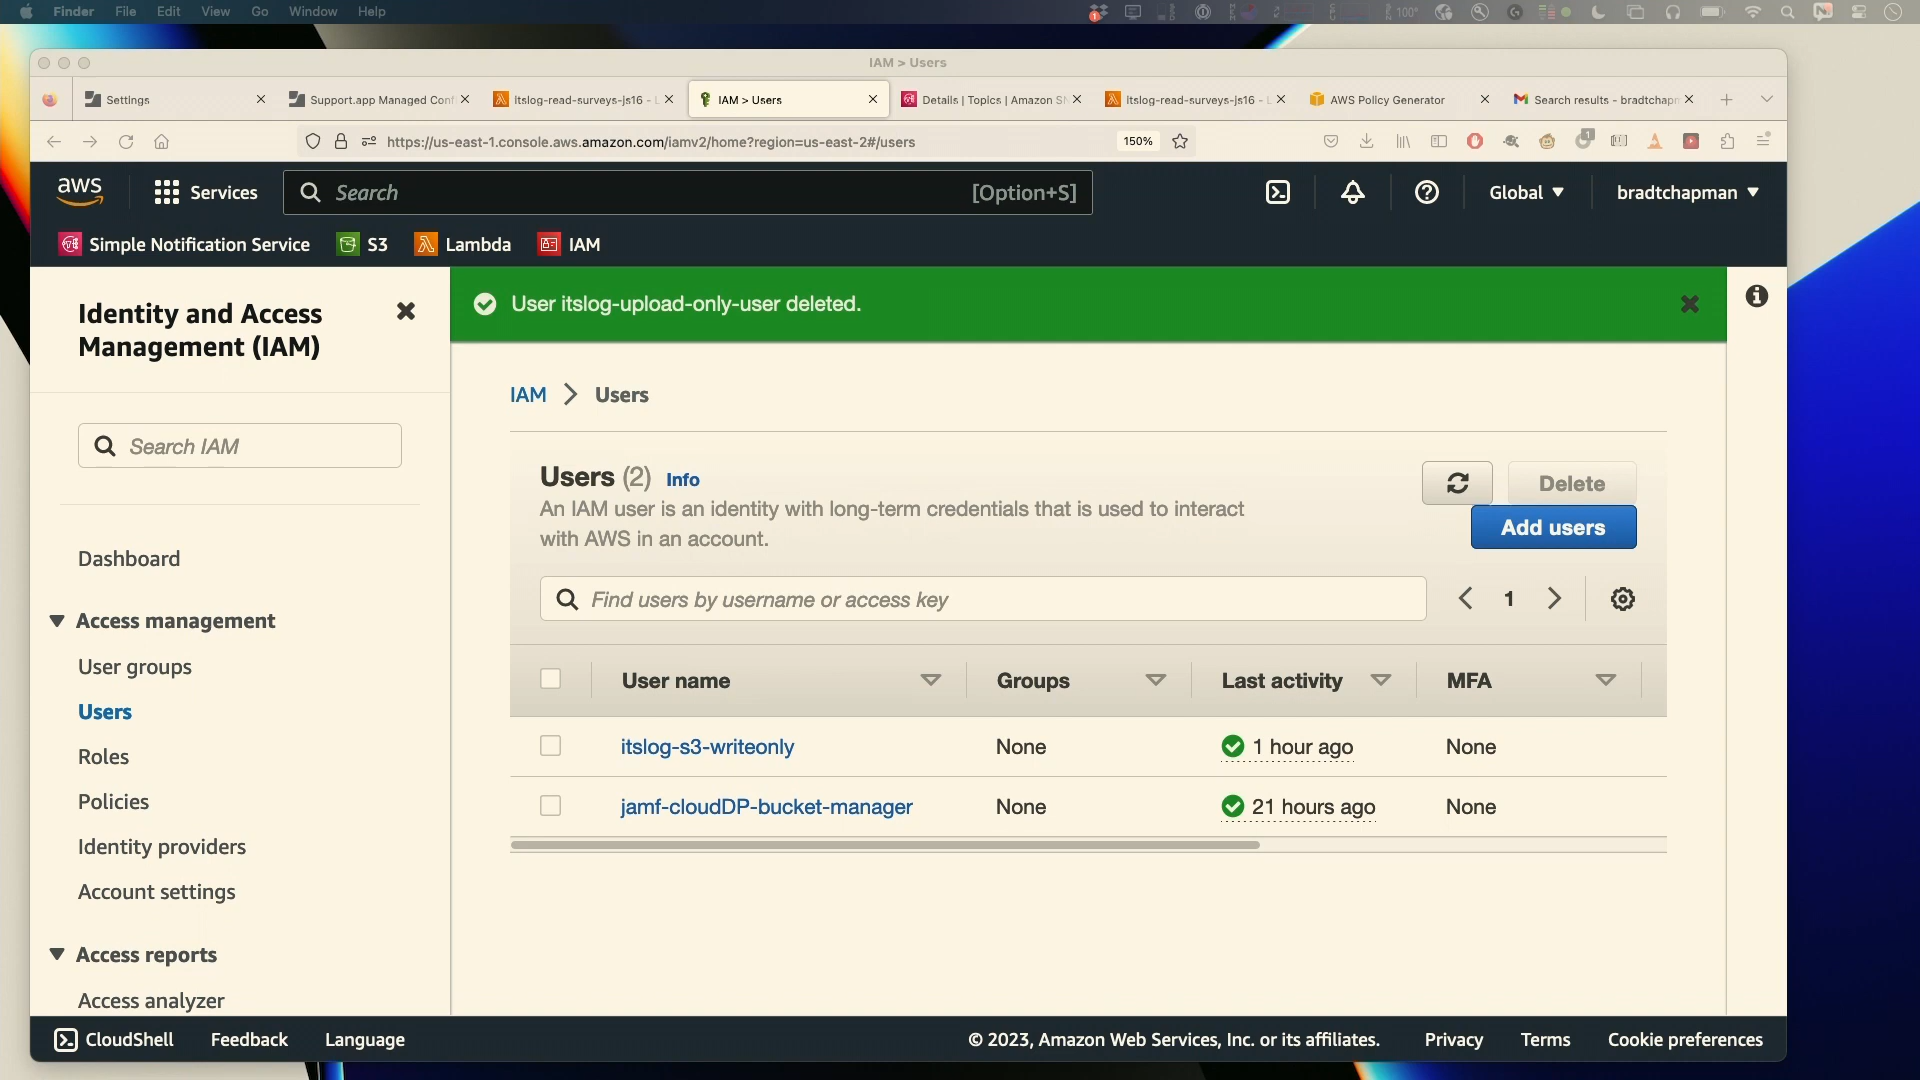 Finder File Edit View Go Window Help
100°
IAM > Users
Settings
Support.app Managed Conf
Itslog-read-surveys-js16 - L
IAM > Users
Details | Topics | Amazon SN
Itslog-read-surveys-js16 - L
AWS Policy Generator
Search results - bradtchapm
https://us-east-1.console.aws.amazon.com/iamv2/home?region=us-east-2#/users
150%
1
aws
Services
Search
[Option+S]
Global
bradtchapman
Simple Notification Service
S3
Lambda
IAM
Identity and Access
Management (IAM)
Search IAM
Dashboard
Access management
User groups
Users
Roles
Policies
Identity providers
Account settings
Access reports
Access analyzer
User itslog-upload-only-user deleted.
IAM > Users
Users (2) Info
An IAM user is an identity with long-term credentials that is used to interact
with AWS in an account.
Delete
Add users
Find users by username or access key
1
User name Groups Last activity MFA
itslog-s3-writeonly None 1 hour ago None
jamf-cloudDP-bucket-manager None 21 hours ago None
CloudShell Feedback Language
© 2023, Amazon Web Services, Inc. or its affiliates. Privacy Terms Cookie preferences